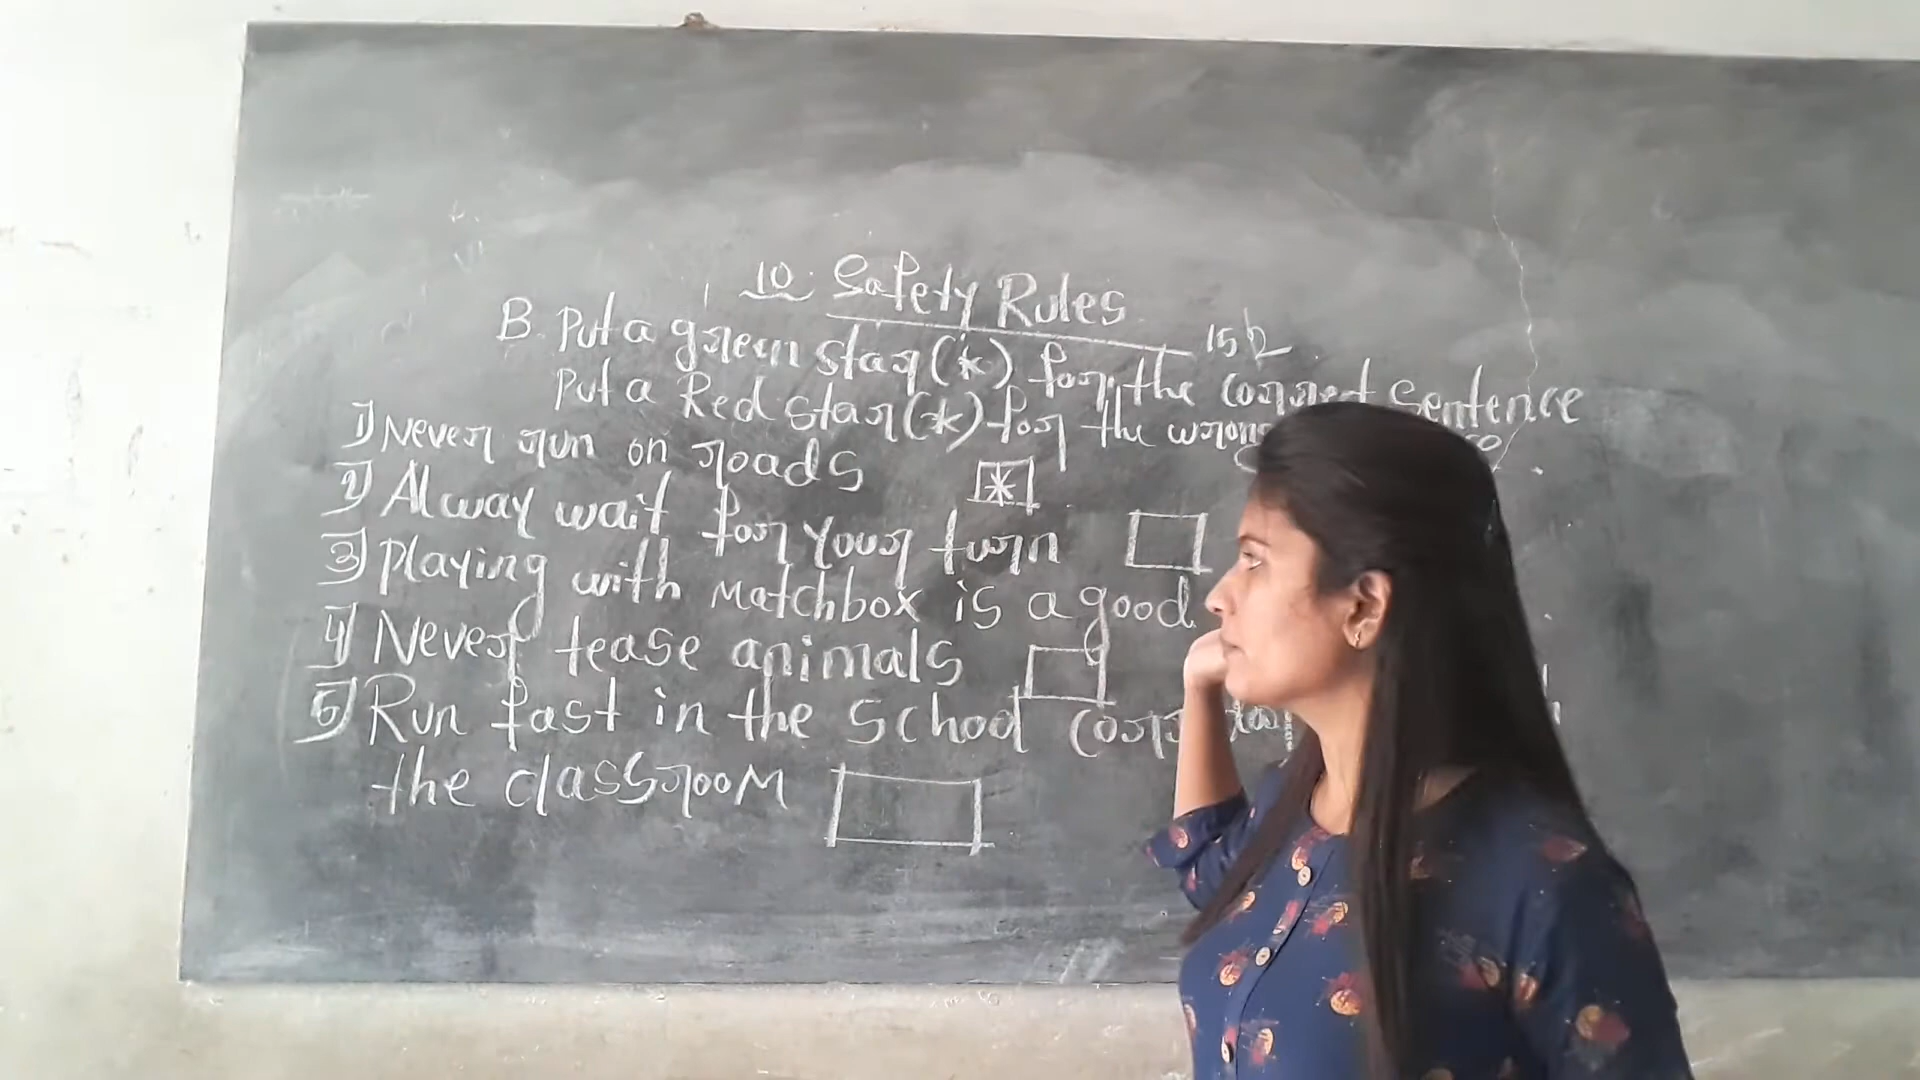 10. Safety Rules
B. Put a green star (*) for the correct Sentence
Put a Red star (*) for the wrong
1) Never run on roads *
2) Alway wait for your turn
3) Playing with Matchbox is a good
4) Never tease animals
5) Run fast in the School
the classroom